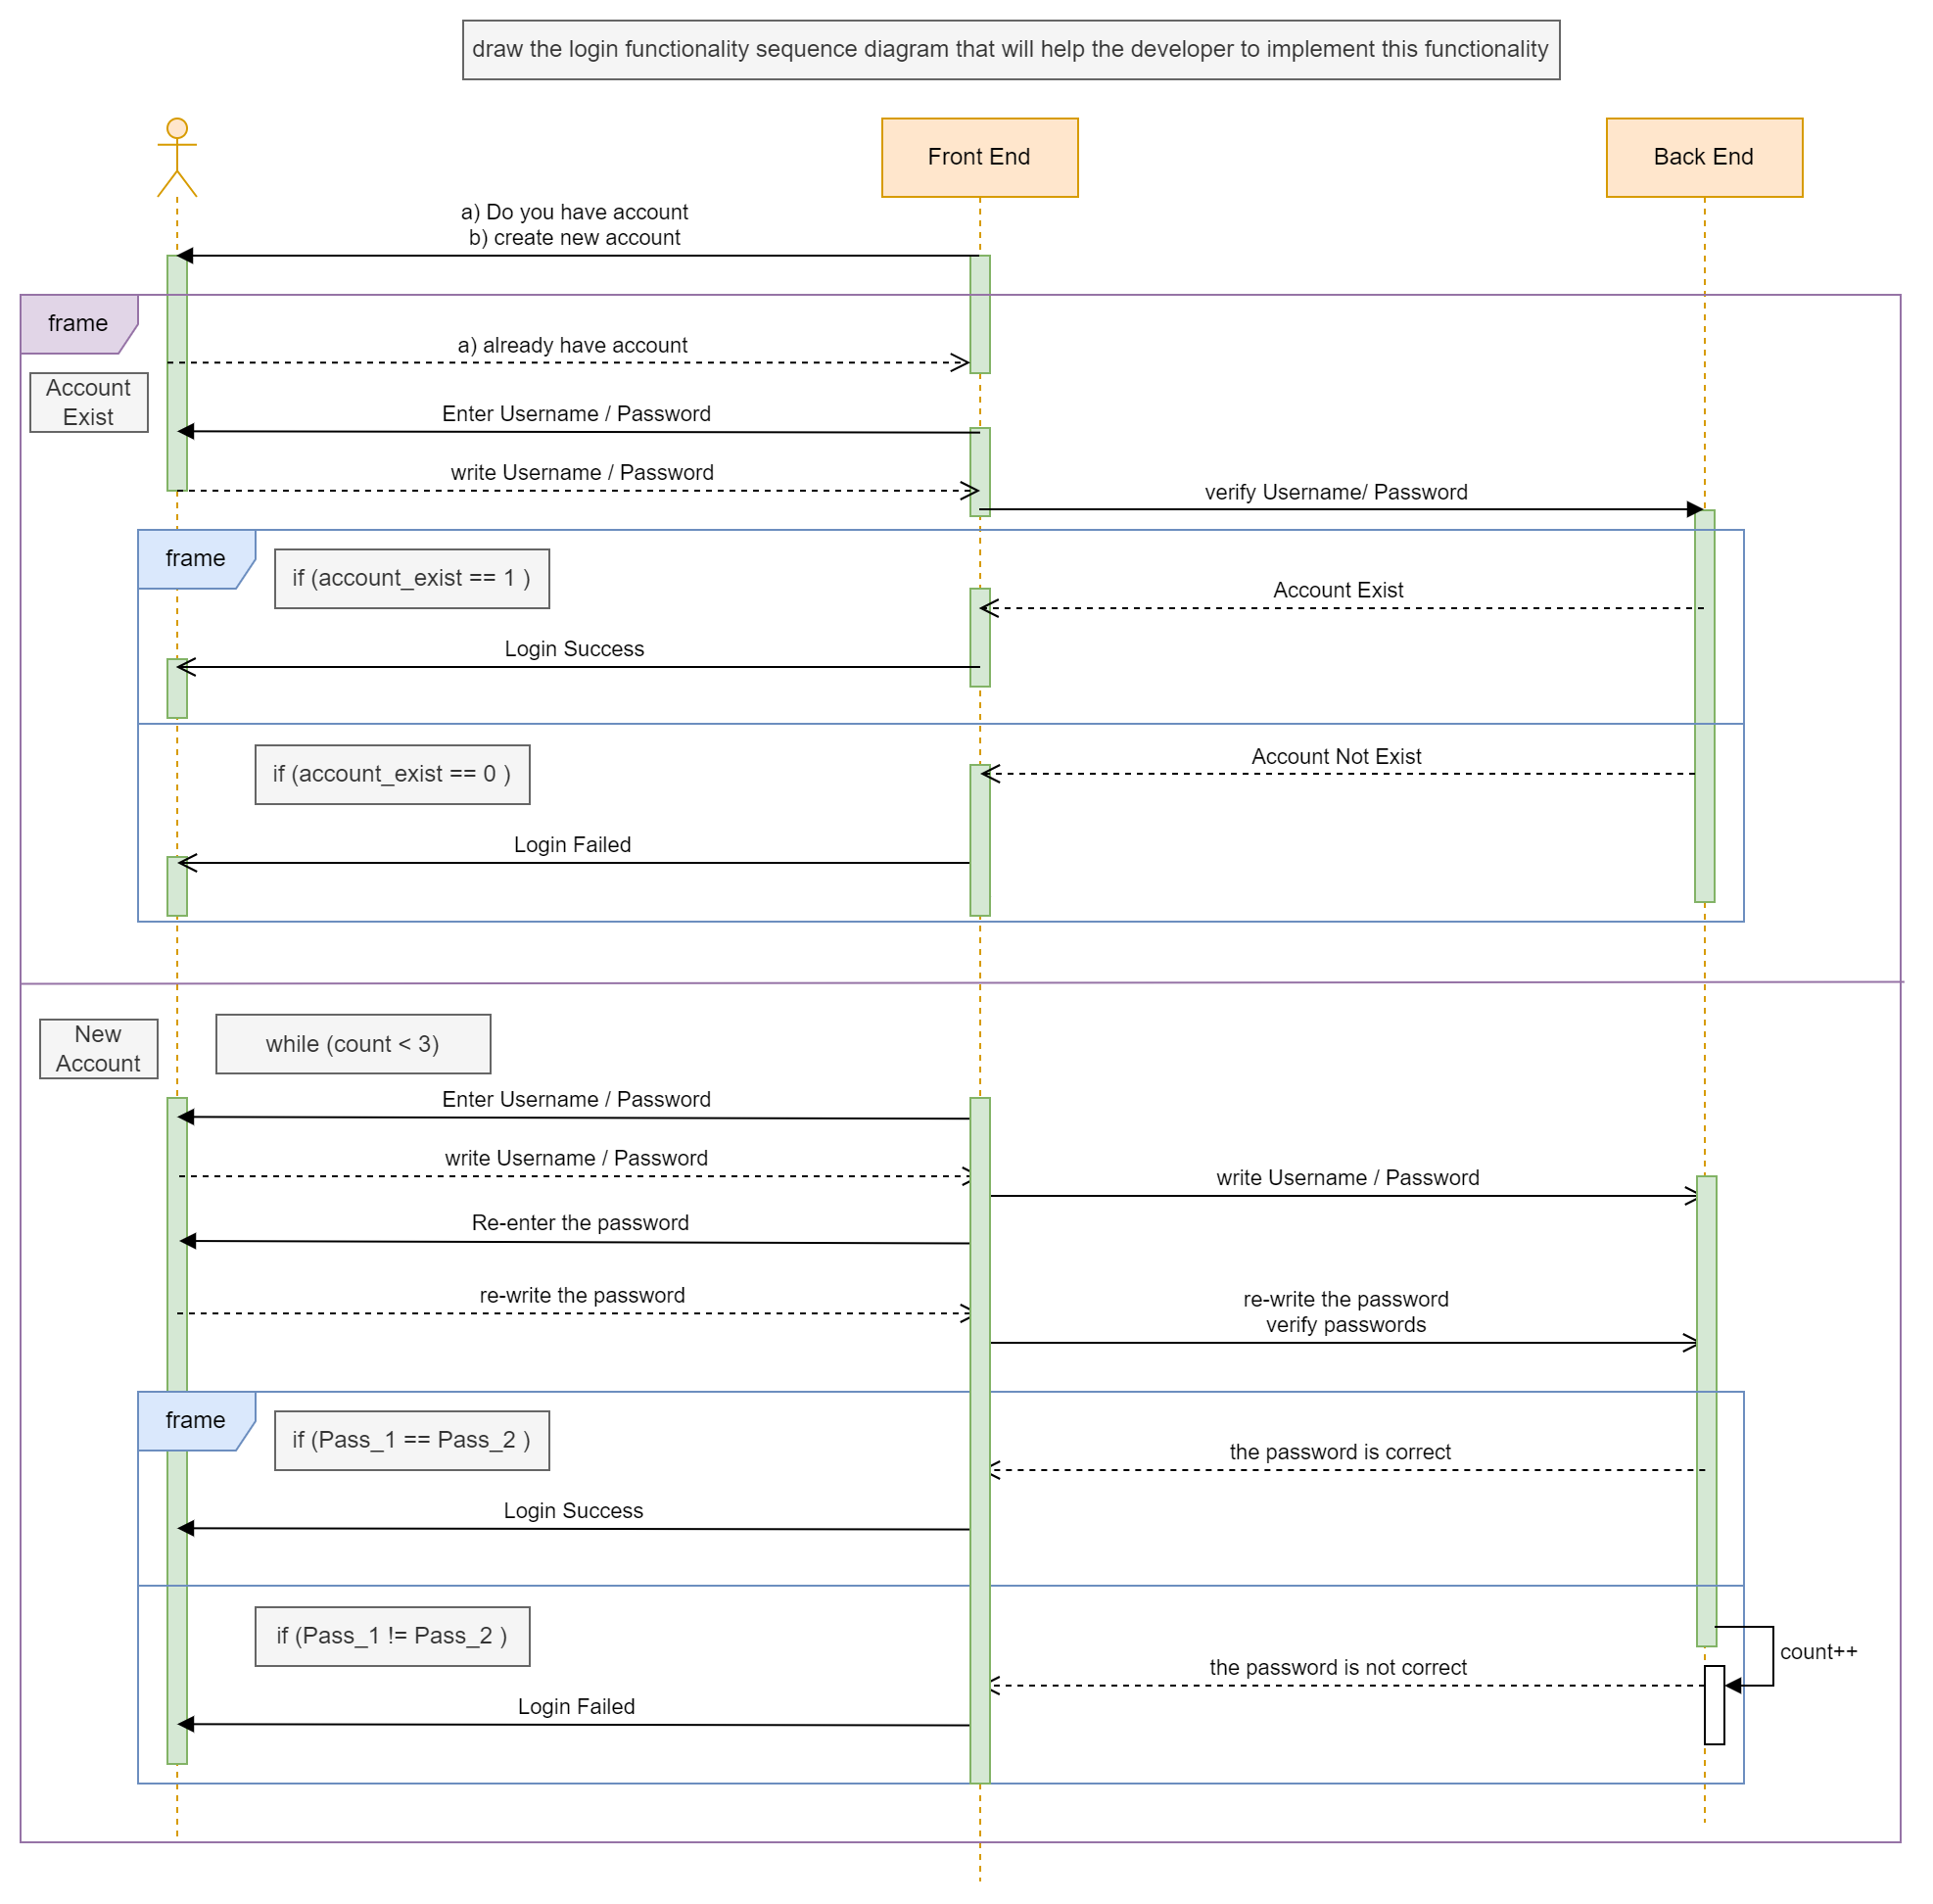 draw the login functionality sequence diagram that will help the developer to implement this functionality
Front End
Back End
a) Do you have account
b) create new account
frame
a) already have account
Account
Exist
Enter Username / Password
write Username / Password
verify Username/ Password
frame
if (account_exist == 1 )
Account Exist
Login Success
if (account_exist == 0 )
Account Not Exist
Login Failed
New
Account
while (count < 3)
Enter Username / Password
write Username / Password
write Username / Password
Re-enter the password
re-write the password
re-write the password
verify passwords
frame
if (Pass_1 == Pass_2 )
the password is correct
Login Success
if (Pass_1 != Pass_2 )
count++
the password is not correct
Login Failed